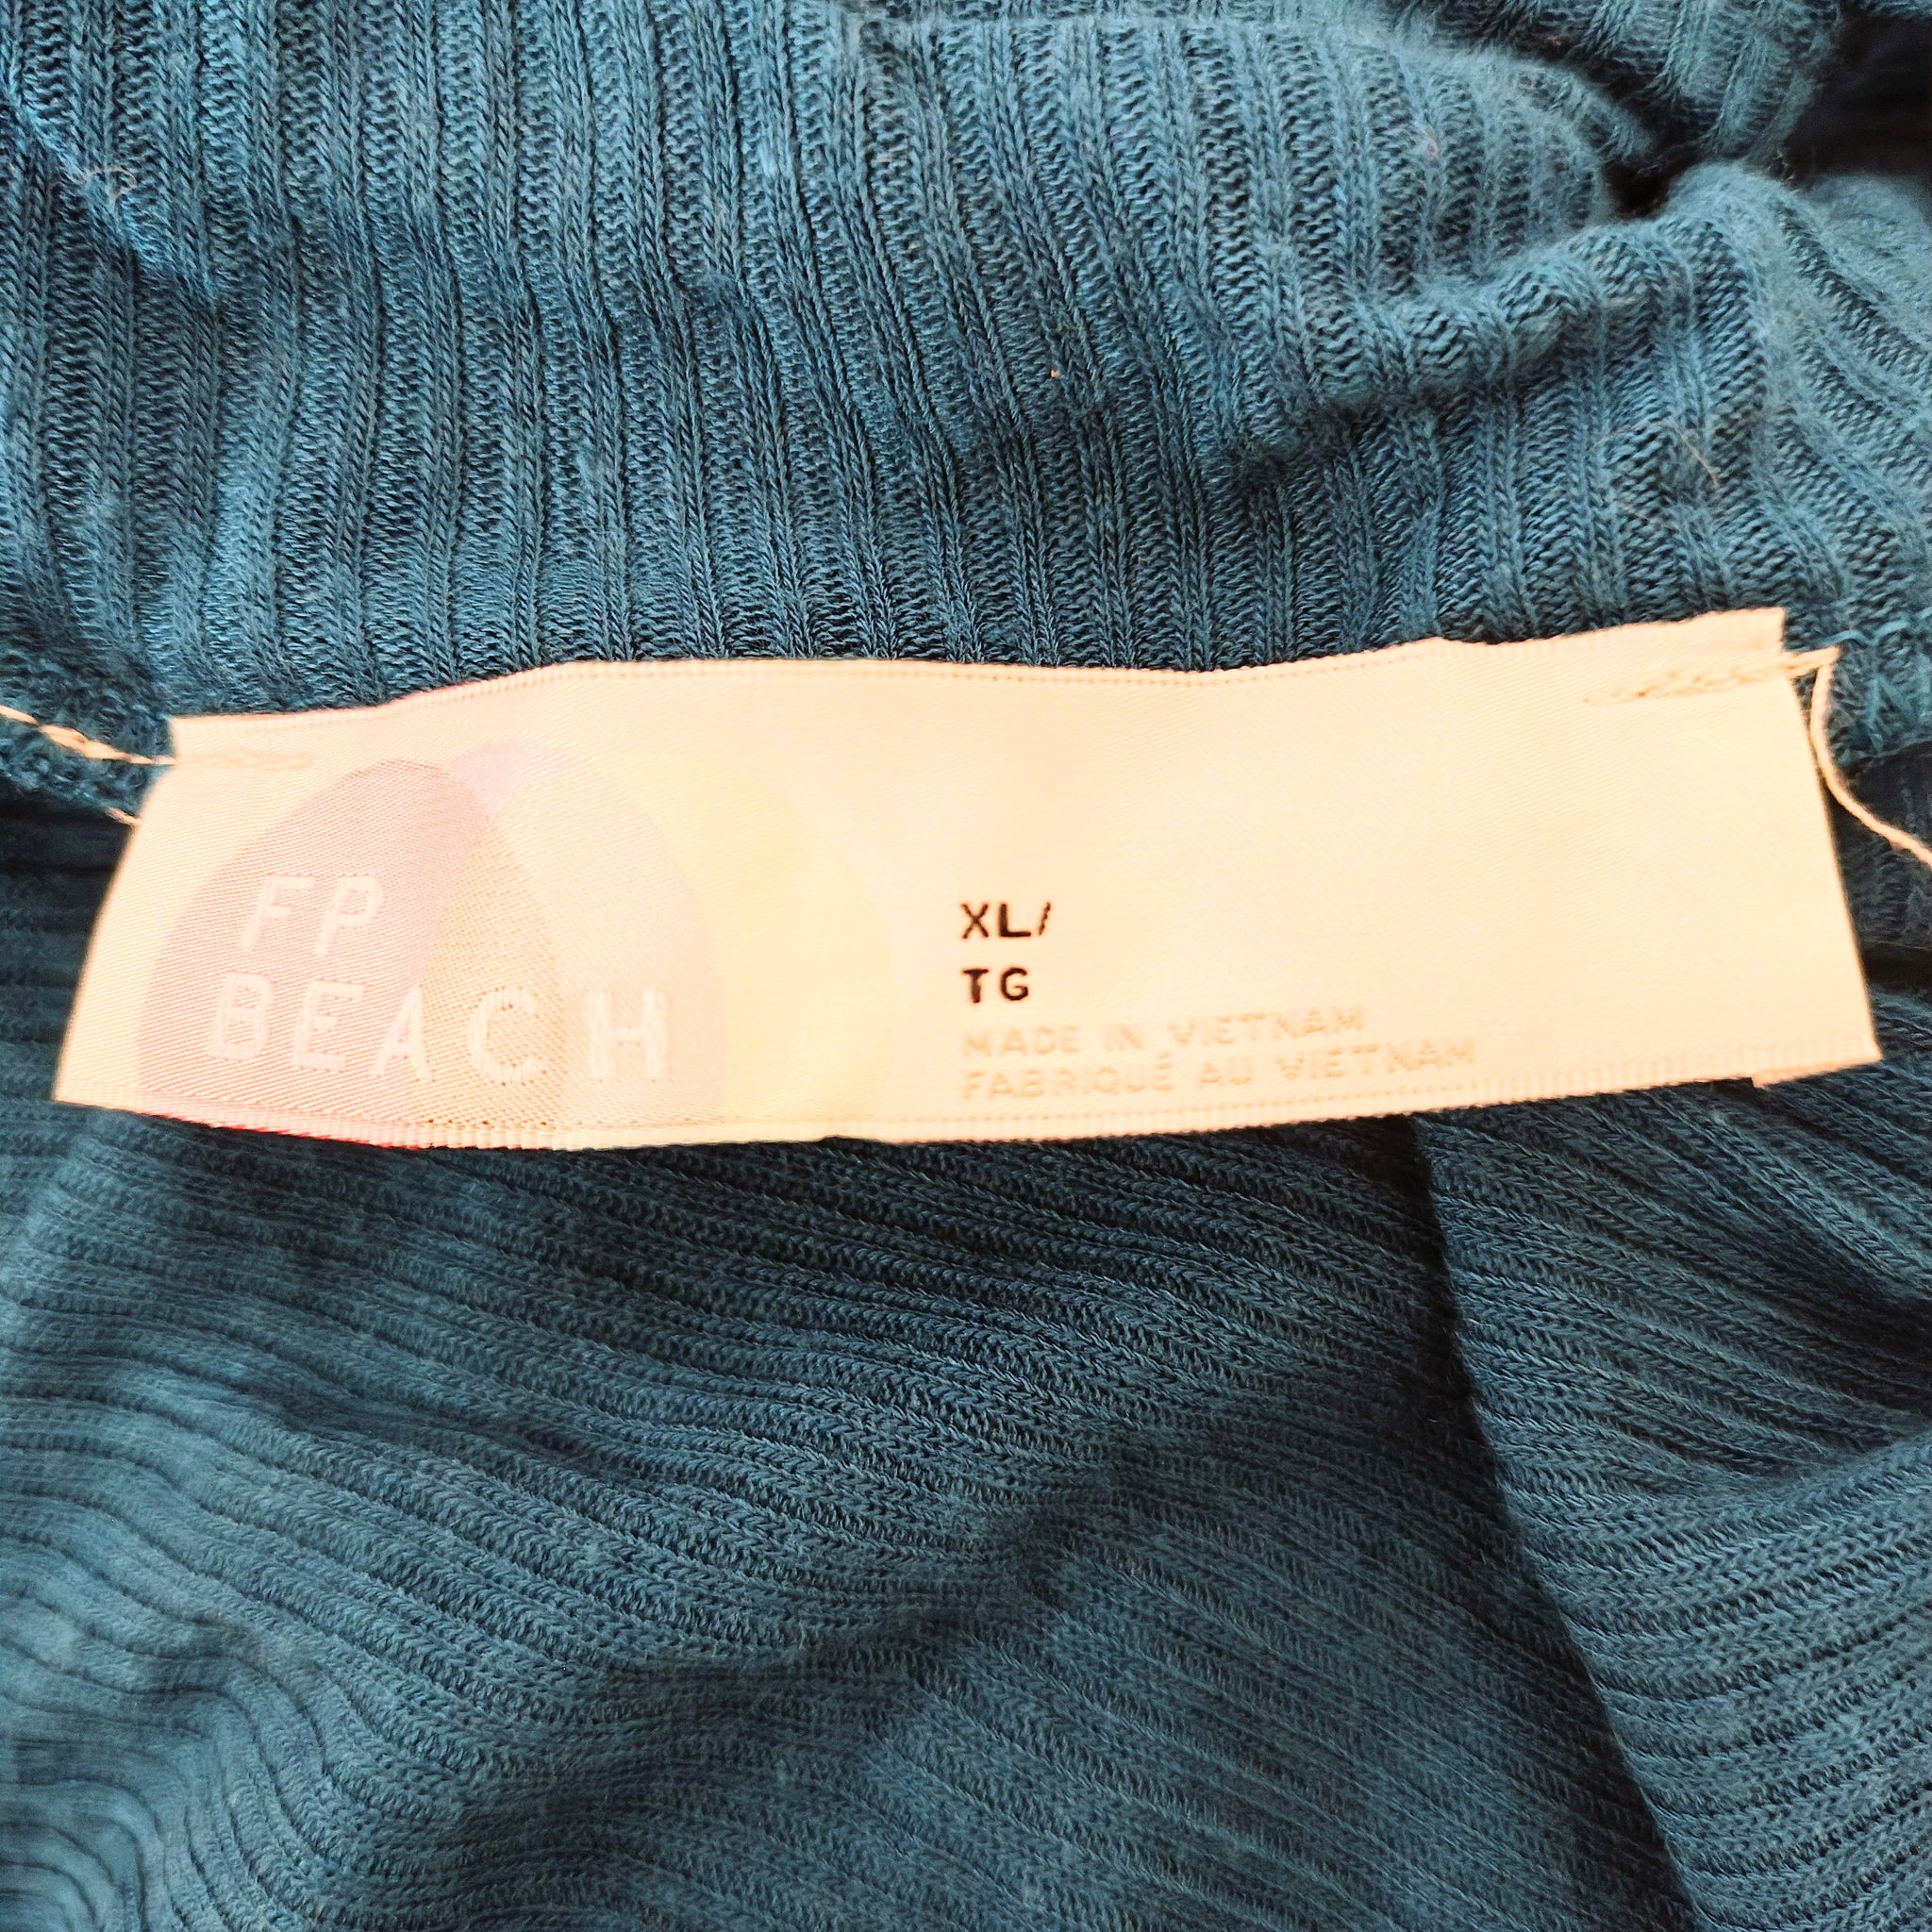 FP
BEACH
XL/
TG
MADE IN VIETNAM
FABRIQUÉ AU VIETNAM